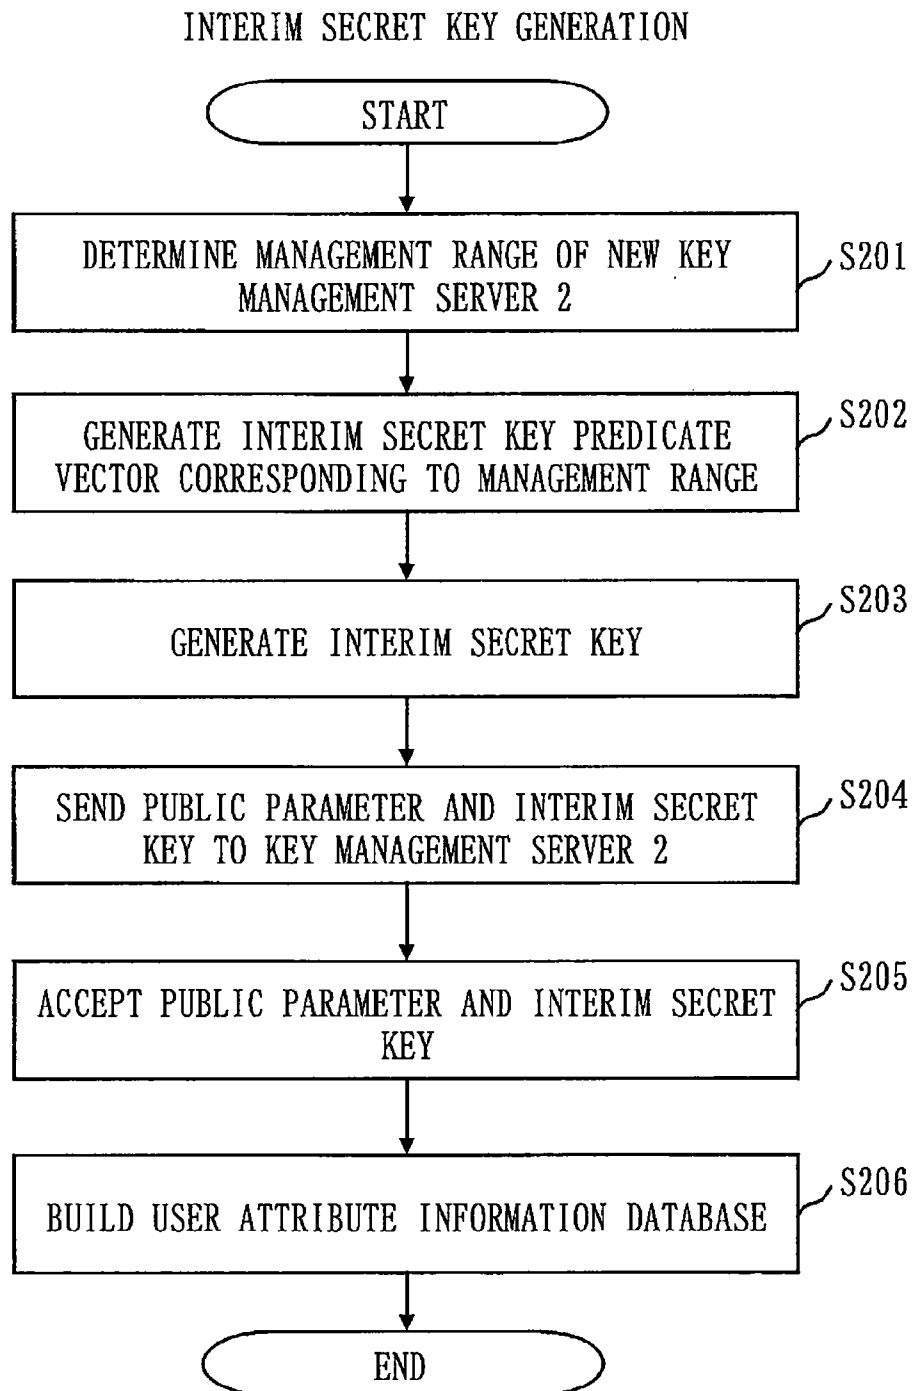 INTERIM SECRET KEY GENERATION
START
DETERMINE MANAGEMENT RANGE OF NEW KEY
MANAGEMENT SERVER 2
S201
GENERATE INTERIM SECRET KEY PREDICATE
VECTOR CORRESPONDING TO MANAGEMENT RANGE
S202
GENERATE INTERIM SECRET KEY
S203
SEND PUBLIC PARAMETER AND INTERIM SECRET
KEY TO KEY MANAGEMENT SERVER 2
S204
ACCEPT PUBLIC PARAMETER AND INTERIM SECRET
KEY
S205
BUILD USER ATTRIBUTE INFORMATION DATABASE
S206
END